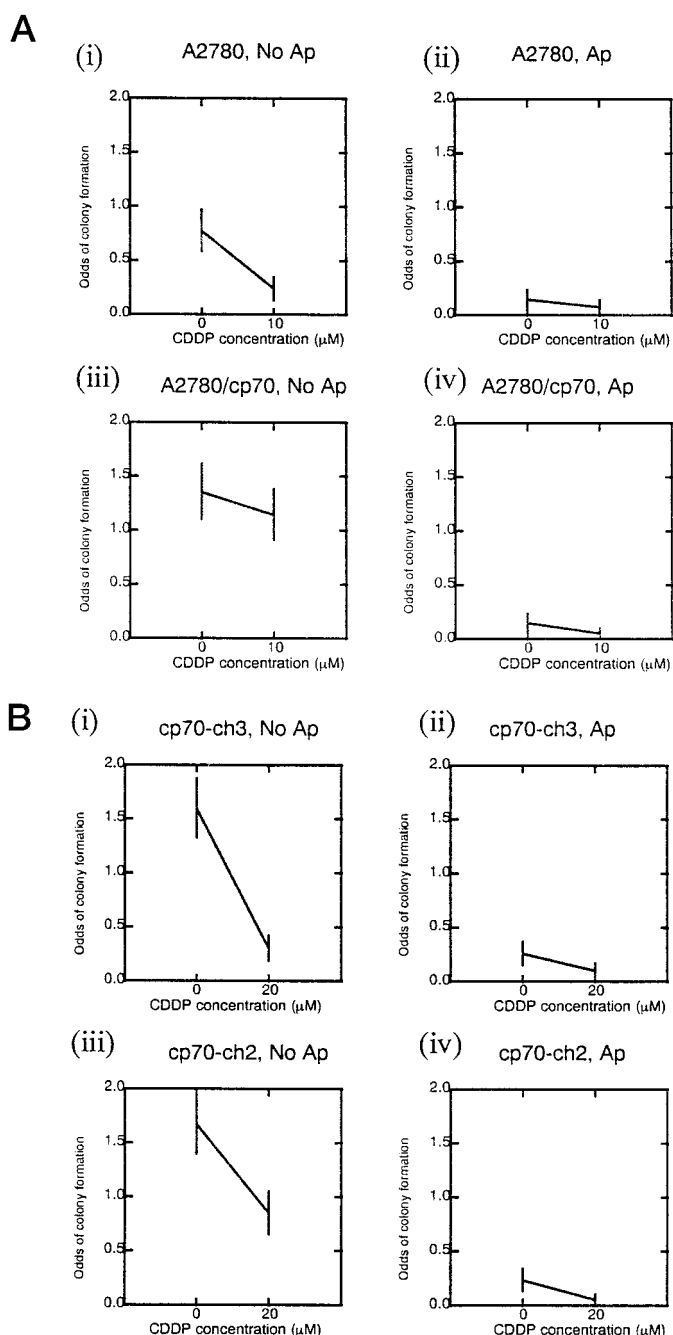 A
(i) A2780, No Ap
Odds of colony formation
2.0
1.5
1.0
0.5
0.0
0 10
CDDP concentration (μM)
(ii) A2780, Ap
Odds of colony formation
2.0
1.5
1.0
0.5
0.0
0 10
CDDP concentration (μM)
(iii) A2780/cp70, No Ap
Odds of colony formation
2.0
1.5
1.0
0.5
0.0
0 10
CDDP concentration (μM)
(iv) A2780/cp70, Ap
Odds of colony formation
2.0
1.5
1.0
0.5
0.0
0 10
CDDP concentration (μM)
B
(i) cp70-ch3, No Ap
Odds of colony formation
2.0
1.5
1.0
0.5
0.0
0 20
CDDP concentration (μM)
(ii) cp70-ch3, Ap
Odds of colony formation
2.0
1.5
1.0
0.5
0.0
0 20
CDDP concentration (μM)
(iii) cp70-ch2, No Ap
Odds of colony formation
2.0
1.5
1.0
0.5
0.0
0 20
CDDP concentration (μM)
(iv) cp70-ch2, Ap
Odds of colony formation
2.0
1.5
1.0
0.5
0.0
0 20
CDDP concentration (μM)